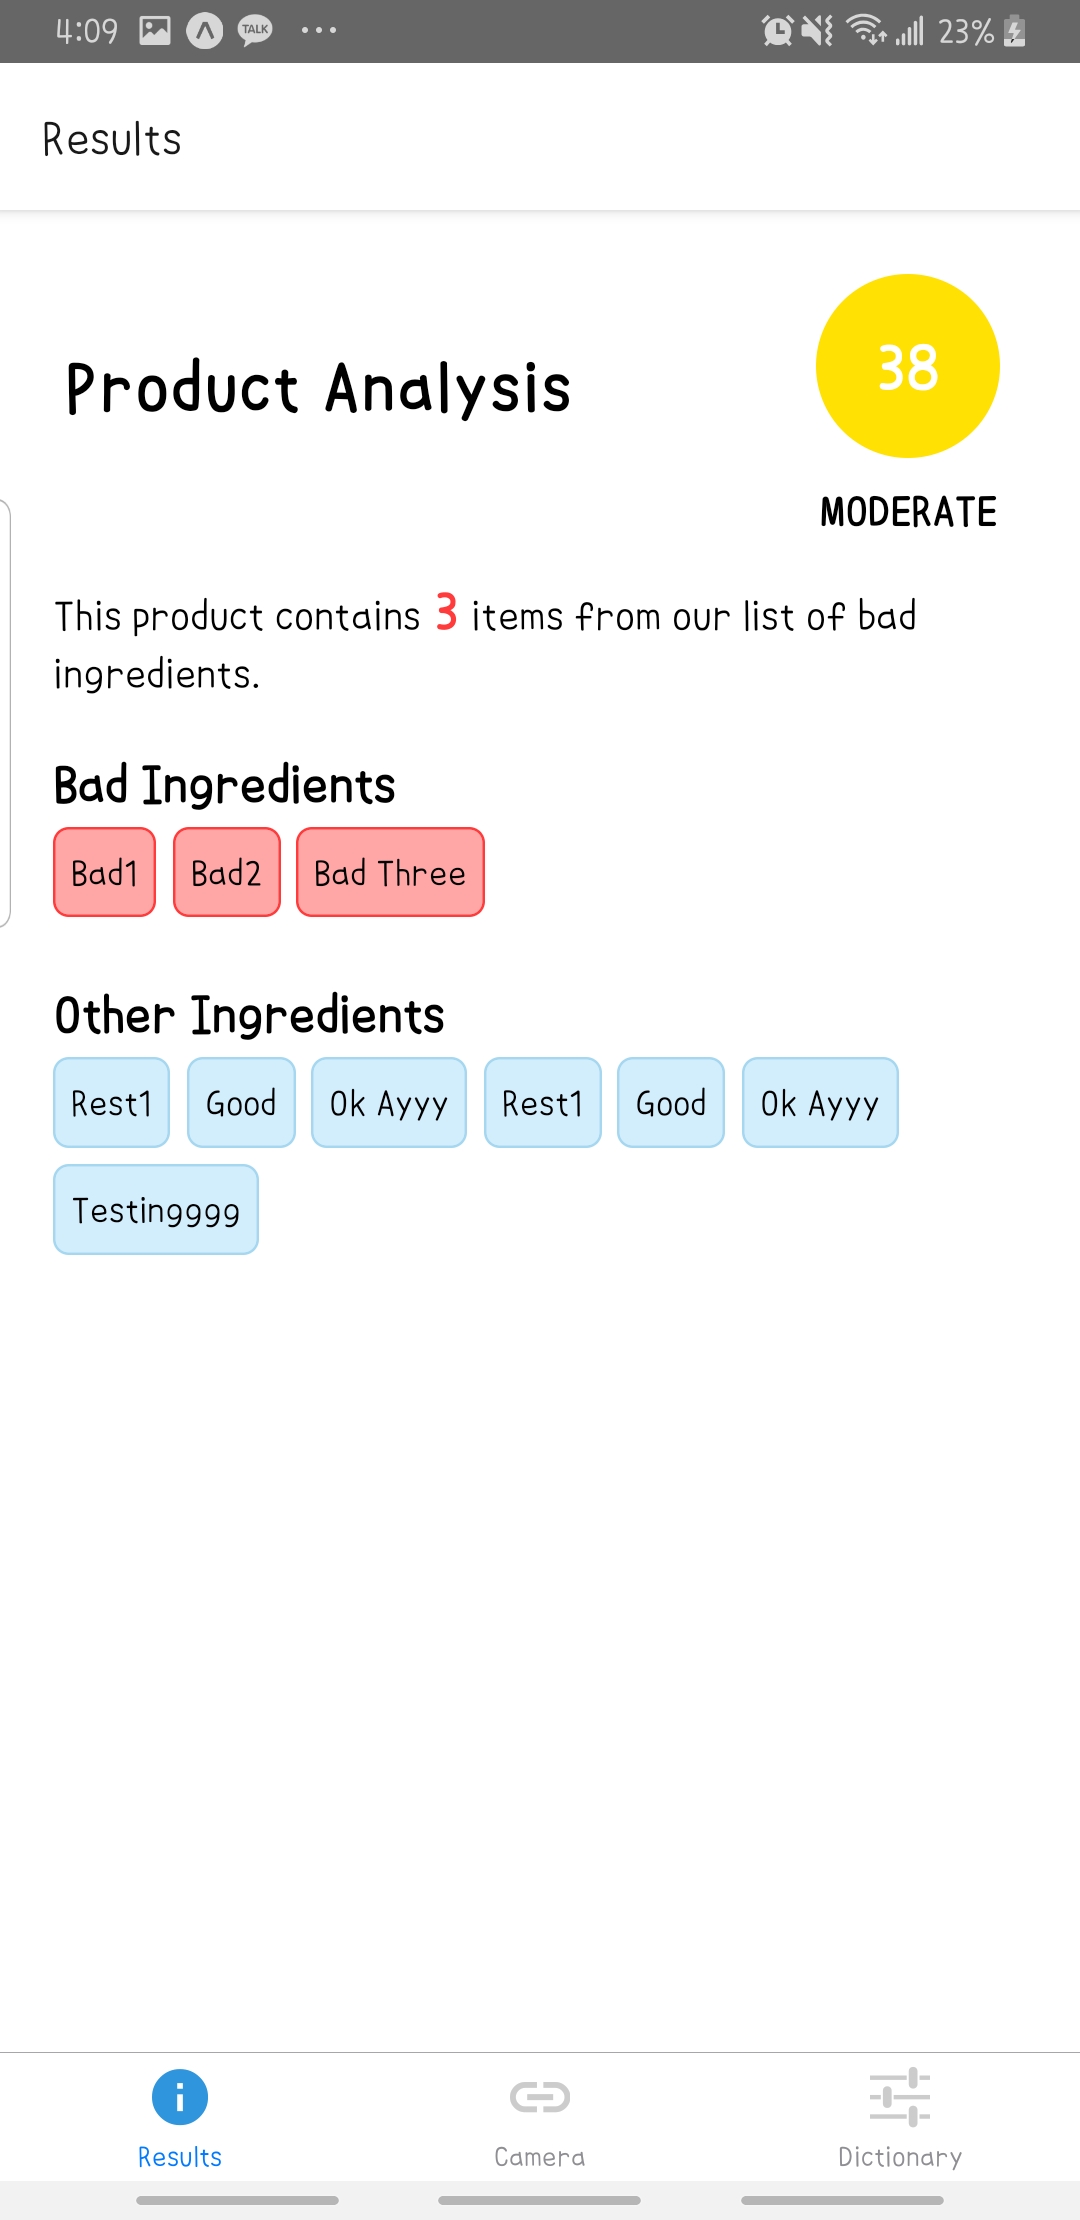 4:09 TALK 23%
Results
Product Analysis
38
MODERATE
This product contains 3 items from our list of bad
ingredients.
Bad Ingredients
Bad1 Bad2 Bad Three
Other Ingredients
Rest1 Good Ok Ayyy Rest1 Good Ok Ayyy
Testingggg
Results Camera Dictionary